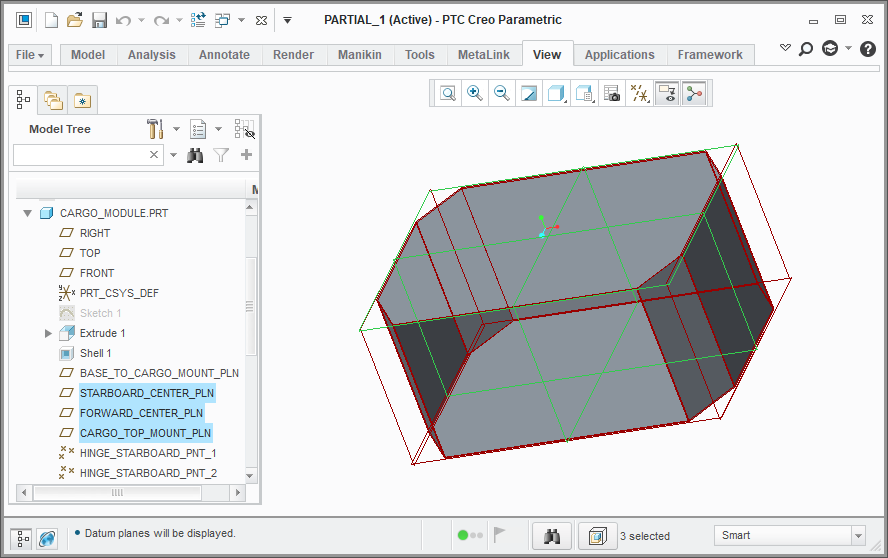 PARTIAL_1 (Active) - PTC Creo Parametric
File Model Analysis Annotate Render Manikin Tools MetaLink View Applications Framework
Model Tree
M
CARGO_MODULE.PRT
RIGHT
TOP
FRONT
PRT_CSYS_DEF
Sketch 1
Extrude 1
Shell 1
BASE_TO_CARGO_MOUNT_PLN
STARBOARD_CENTER_PLN
FORWARD_CENTER_PLN
CARGO_TOP_MOUNT_PLN
HINGE_STARBOARD_PNT_1
HINGE_STARBOARD_PNT_2
Datum planes will be displayed. 3 selected Smart